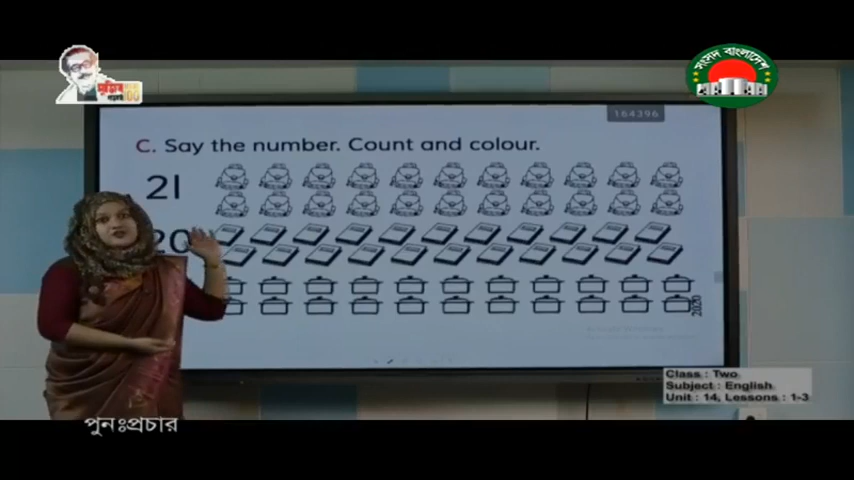 সংসদ বাংলাদেশ
164396
C. Say the number. Count and colour.
21
20
2020
Class : Two
Subject : English
Unit : 14, Lessons : 1-3
পুনঃপ্রচার